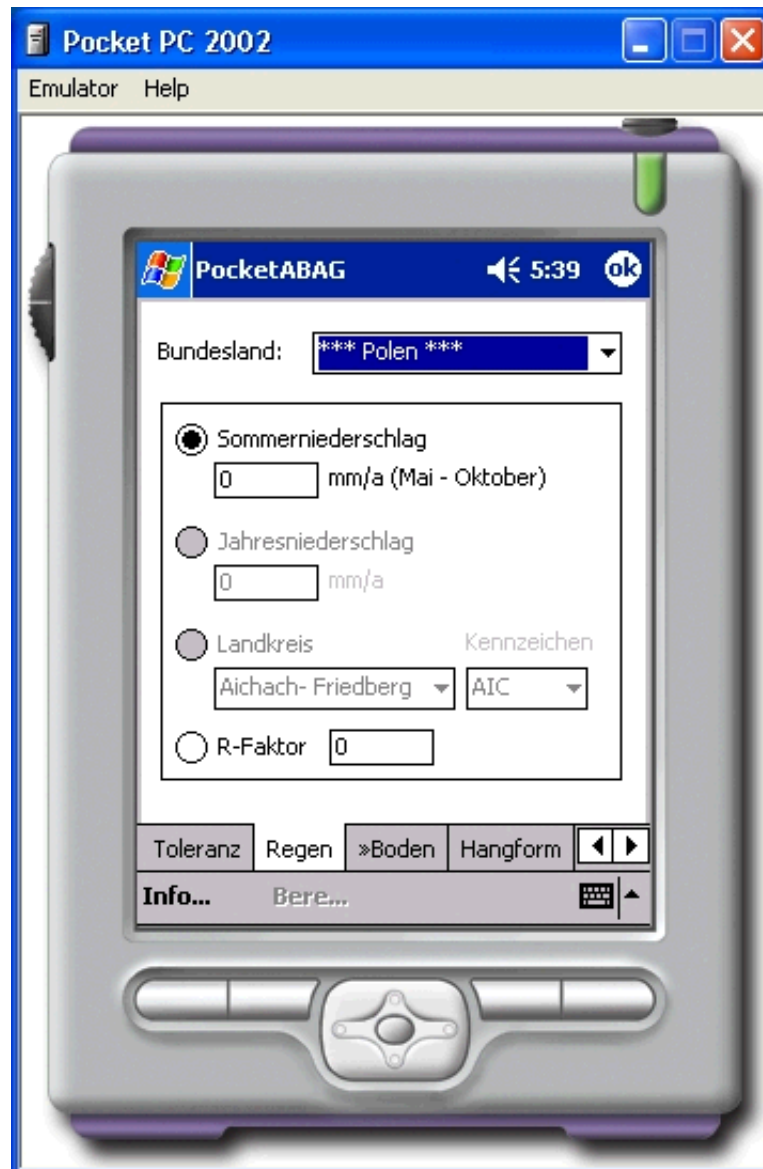 Pocket PC 2002
Emulator Help
PocketABAG 5:39 ok
Bundesland: *** Polen ***
Sommerniederschlag
0 mm/a (Mai - Oktober)
Jahresniederschlag
0 mm/a
Landkreis Kennzeichen
Aichach- Friedberg AIC
R-Faktor 0
Toleranz Regen »Boden Hangform
Info... Bere...